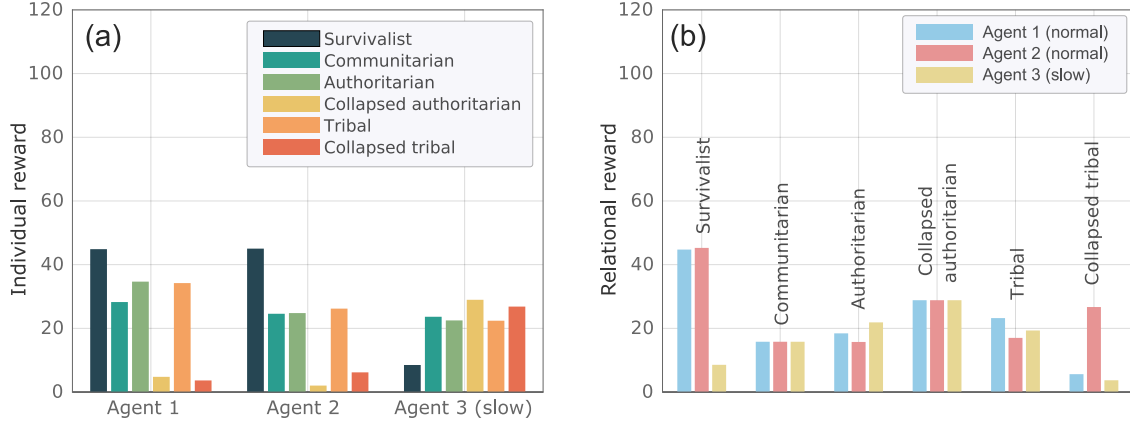 120
100
80
60
40
20
0
Individual reward
(a)
Survivalist
Communitarian
Authoritarian
Collapsed authoritarian
Tribal
Collapsed tribal
Agent 1
Agent 2
Agent 3 (slow)
120
100
80
60
40
20
0
Relational reward
(b)
Agent 1 (normal)
Agent 2 (normal)
Agent 3 (slow)
Survivalist
Communitarian
Authoritarian
Collapsed
authoritarian
Tribal
Collapsed tribal